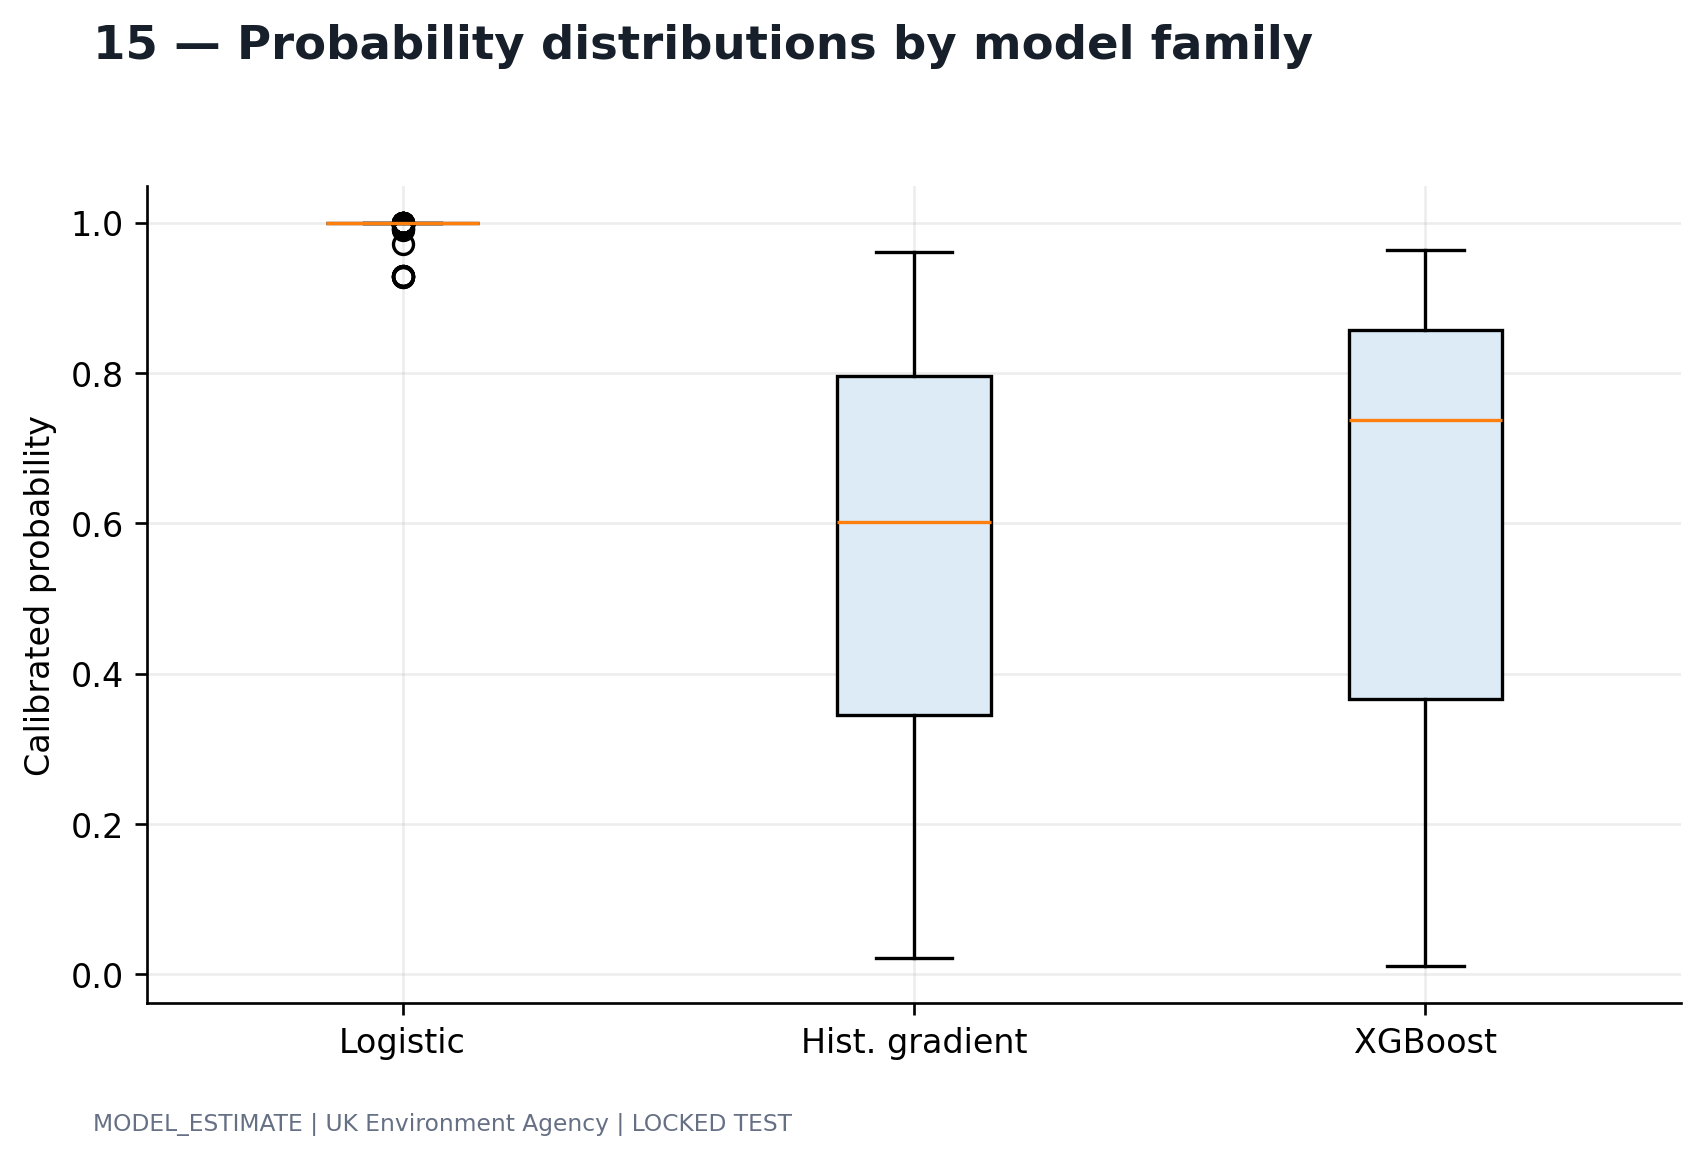 15 — Probability distributions by model family
Calibrated probability
1.0
0.8
0.6
0.4
0.2
0.0
Logistic
Hist. gradient
XGBoost
MODEL_ESTIMATE | UK Environment Agency | LOCKED TEST